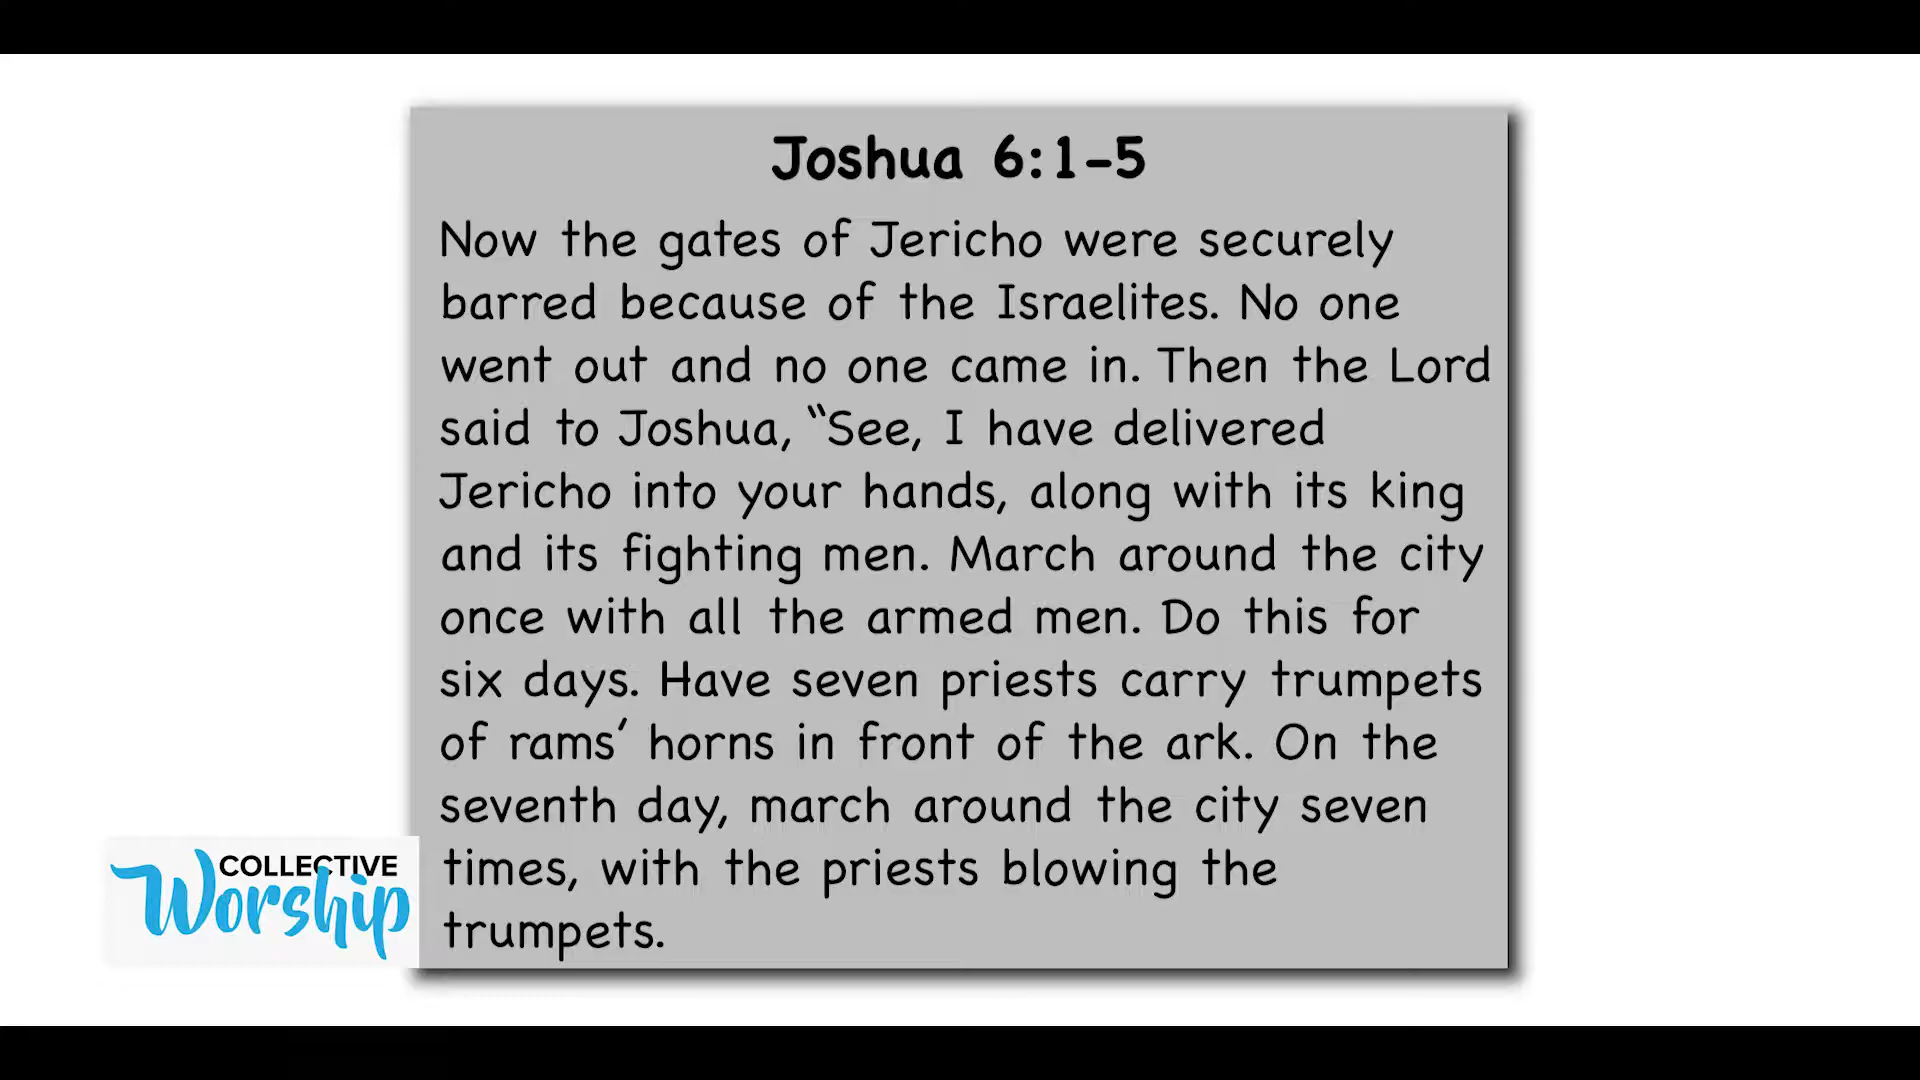 Joshua 6:1-5
Now the gates of Jericho were securely
barred because of the Israelites. No one
went out and no one came in. Then the Lord
said to Joshua, “See, I have delivered
Jericho into your hands, along with its king
and its fighting men. March around the city
once with all the armed men. Do this for
six days. Have seven priests carry trumpets
of rams’ horns in front of the ark. On the
seventh day, march around the city seven
times, with the priests blowing the
trumpets.
COLLECTIVE
Worship